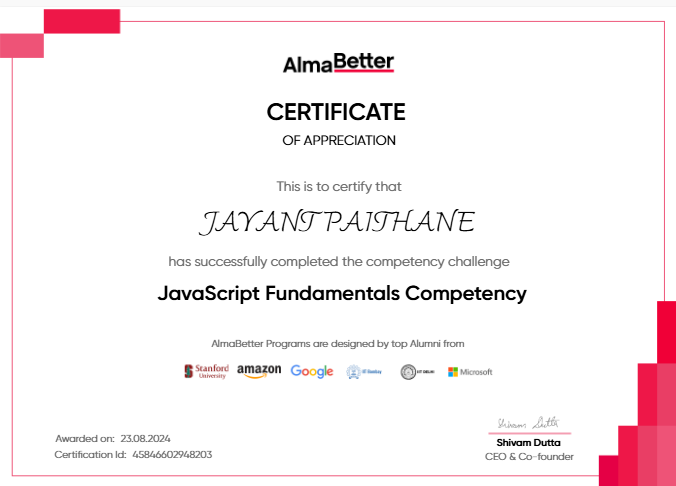 AlmaBetter
CERTIFICATE
OF APPRECIATION
This is to certify that
JAYANT PAITHANE
has successfully completed the competency challenge
JavaScript Fundamentals Competency
AlmaBetter Programs are designed by top Alumni from
Stanford University amazon Google IIT Bombay IIT DELHI Microsoft
Shivam Dutta
Awarded on: 23.08.2024
Certification Id: 45846602948203
Shivam Dutta
CEO & Co-founder